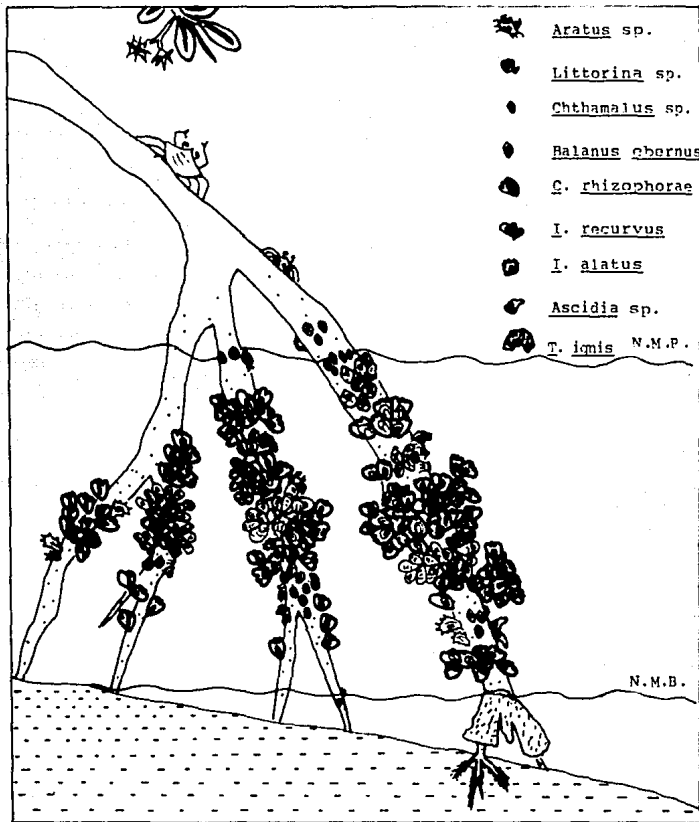 Aratus sp.
Littorina sp.
Chthamalus sp.
Balanus ebernus
C. rhizophorae
I. recurvus
I. alatus
Ascidia sp.
T. ignis N.M.P.
N.M.B.